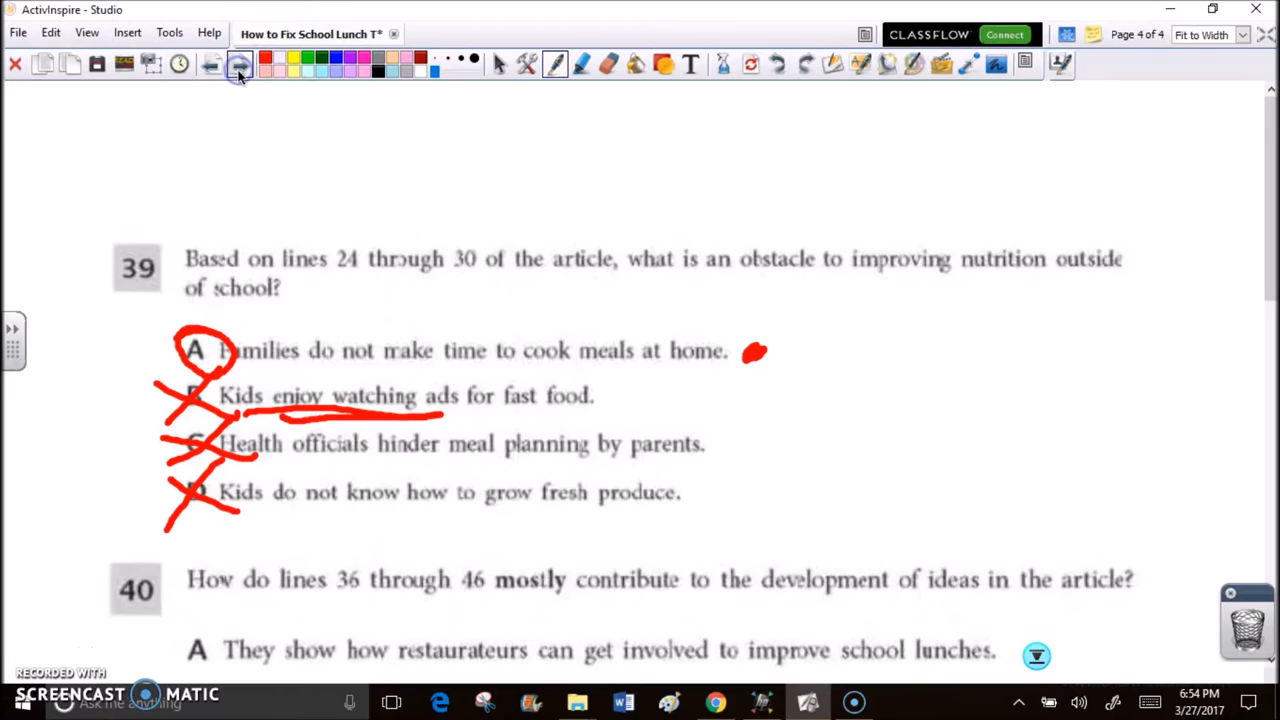 ActivInspire - Studio
File Edit View Insert Tools Help How to Fix School Lunch T* CLASSFLOW Connect Page 4 of 4 Fit to Width
39 Based on lines 24 through 30 of the article, what is an obstacle to improving nutrition outside
of school?
A Families do not make time to cook meals at home.
B Kids enjoy watching ads for fast food.
C Health officials hinder meal planning by parents.
D Kids do not know how to grow fresh produce.
40 How do lines 36 through 46 mostly contribute to the development of ideas in the article?
A They show how restaurateurs can get involved to improve school lunches.
RECORDED WITH
SCREENCAST MATIC
Ask me anything
6:54 PM
3/27/2017